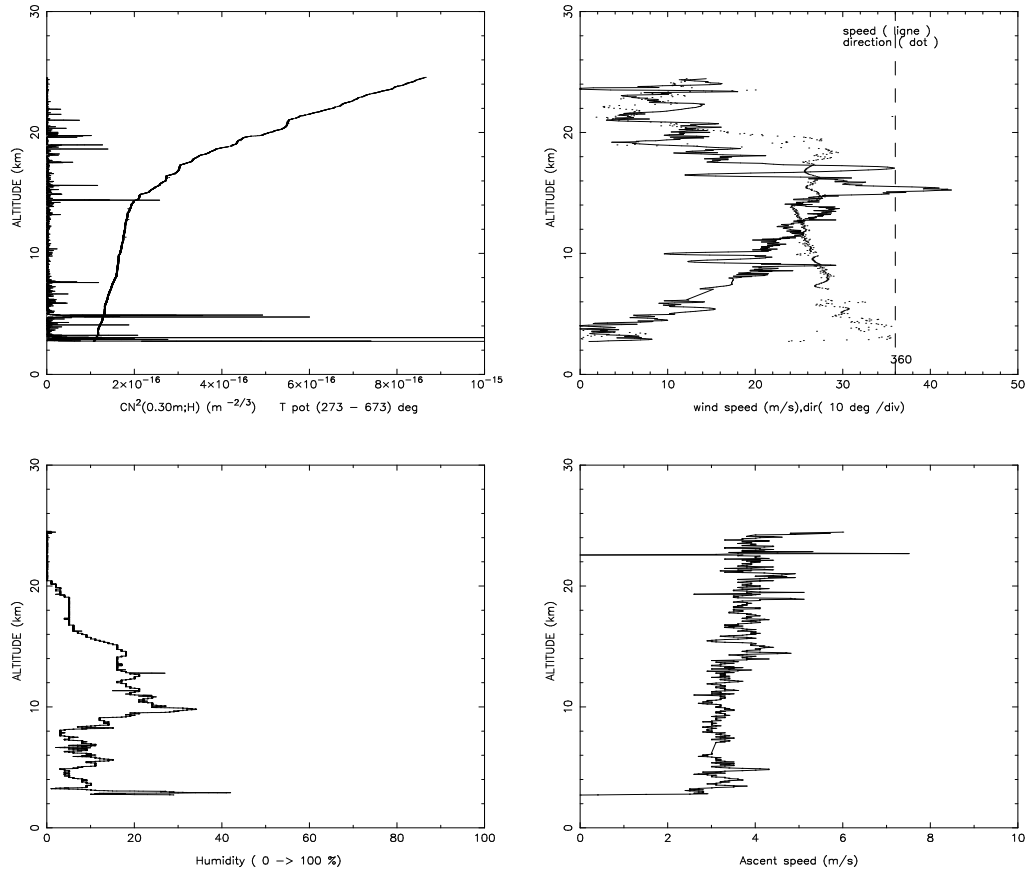 30
20
10
0
ALTITUDE (km)
0 2×10⁻¹⁶ 4×10⁻¹⁶ 6×10⁻¹⁶ 8×10⁻¹⁶ 10⁻¹⁵
CN²(0.30m;H) (m ⁻²/³) T pot (273 − 673) deg
30
20
10
0
ALTITUDE (km)
speed ( ligne )
direction ( dot )
360
0 10 20 30 40 50
wind speed (m/s),dir( 10 deg /div)
30
20
10
0
ALTITUDE (km)
0 20 40 60 80 100
Humidity ( 0 −> 100 %)
30
20
10
0
ALTITUDE (km)
0 2 4 6 8 10
Ascent speed (m/s)